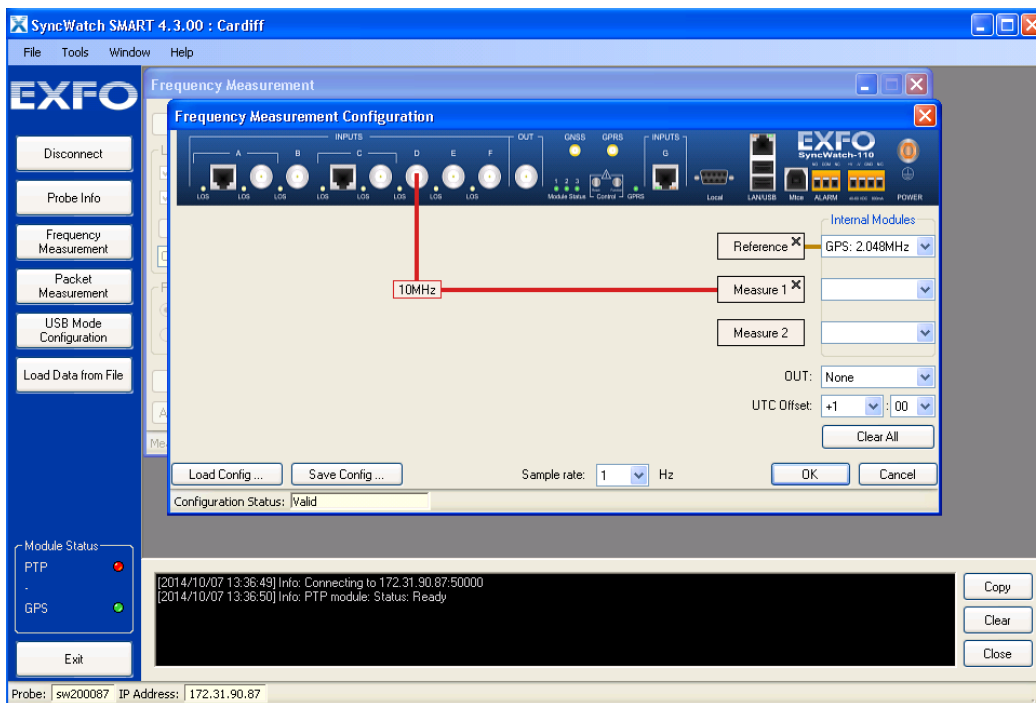 SyncWatch SMART 4.3.00 : Cardiff
File Tools Window Help
EXFO
Disconnect
Probe Info
Frequency
Measurement
Packet
Measurement
USB Mode
Configuration
Load Data from File
Module Status
PTP
-
GPS
Exit
Frequency Measurement
Frequency Measurement Configuration
INPUTS OUT GNSS GPRS INPUTS
A B C D E F G
EXFO
SyncWatch-110
1 2 3
LOS LOS LOS LOS LOS LOS LOS LOS
Module Status Control GPRS
Local LAN/USB Mtce ALARM POWER
Internal Modules
Reference X GPS: 2.048MHz
10MHz
Measure 1 X
Measure 2
OUT: None
UTC Offset: +1 : 00
Clear All
Load Config ... Save Config ... Sample rate: 1 Hz OK Cancel
Configuration Status: Valid
[2014/10/07 13:36:49] Info: Connecting to 172.31.90.87:50000
[2014/10/07 13:36:50] Info: PTP module: Status: Ready
Copy
Clear
Close
Probe: sw200087 IP Address: 172.31.90.87